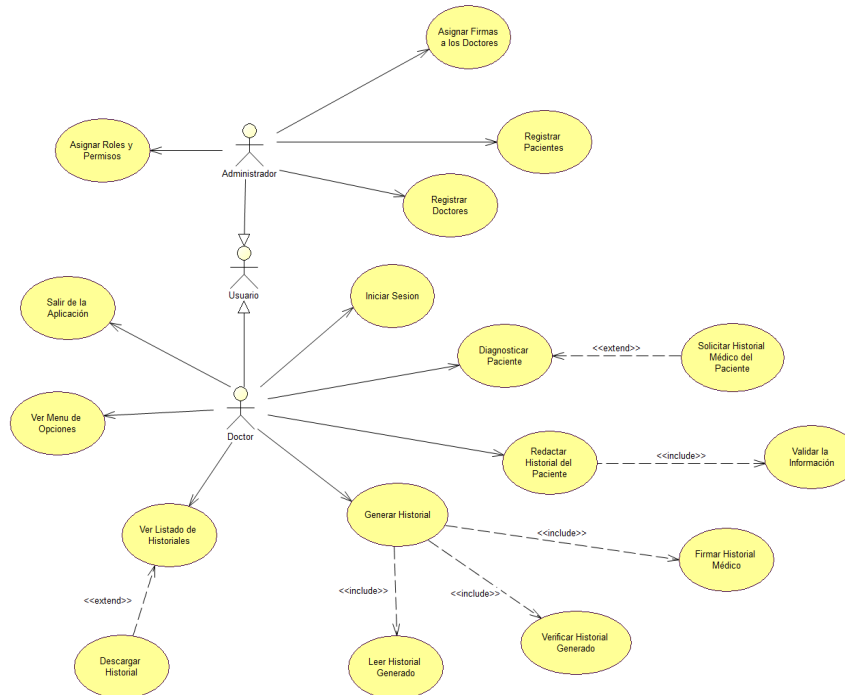 Asignar Firmas
a los Doctores
Asignar Roles y
Permisos
Administrador
Registrar
Pacientes
Registrar
Doctores
Usuario
Salir de la
Aplicación
Iniciar Sesion
Diagnosticar
Paciente
<<extend>>
Solicitar Historial
Médico del
Paciente
Ver Menu de
Opciones
Doctor
Redactar
Historial del
Paciente
<<include>>
Validar la
Información
Ver Listado de
Historiales
Generar Historial
<<include>>
Firmar Historial
Médico
<<extend>>
<<include>>
<<include>>
Descargar
Historial
Leer Historial
Generado
Verificar Historial
Generado